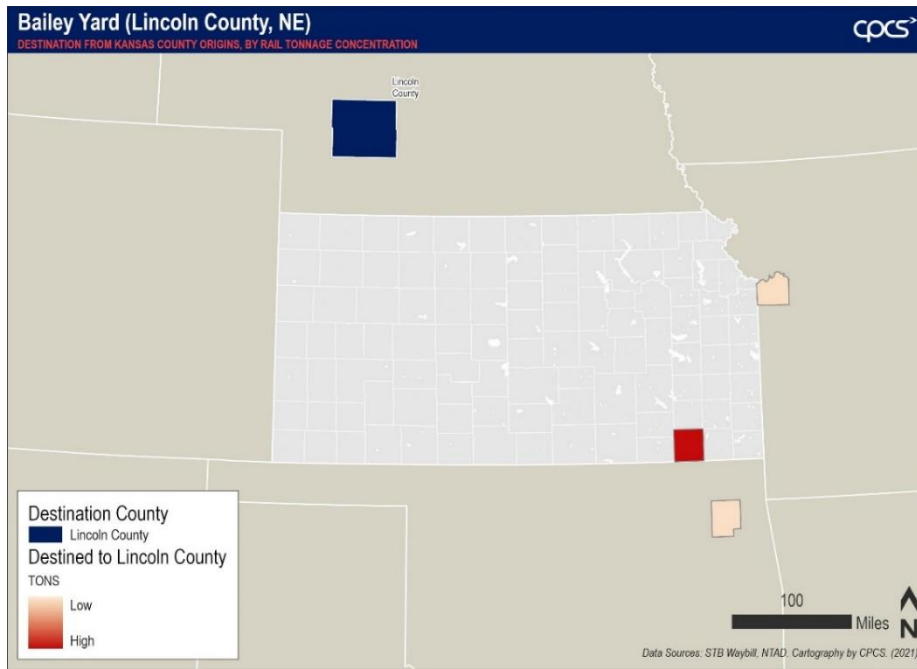 Bailey Yard (Lincoln County, NE)
DESTINATION FROM KANSAS COUNTY ORIGINS, BY RAIL TONNAGE CONCENTRATION
cpcs
Lincoln
County
Destination County
Lincoln County
Destined to Lincoln County
TONS
Low
High
100
Miles
N
Data Sources: STB Waybill, NTAD. Cartography by CPCS. (2021)